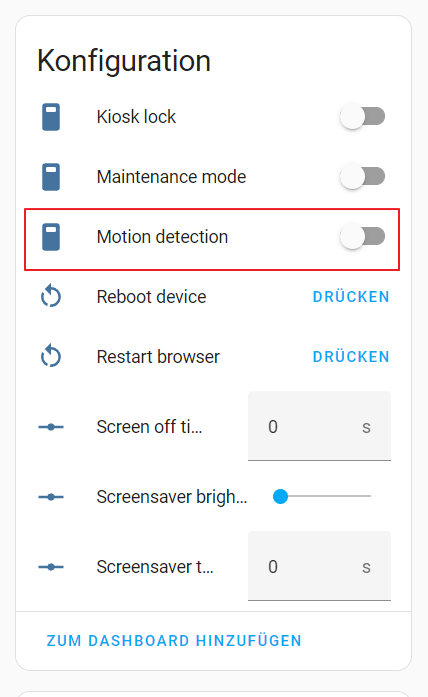 Konfiguration
Kiosk lock
Maintenance mode
Motion detection
Reboot device DRÜCKEN
Restart browser DRÜCKEN
Screen off ti... 0 s
Screensaver brigh...
Screensaver t... 0 s
ZUM DASHBOARD HINZUFÜGEN